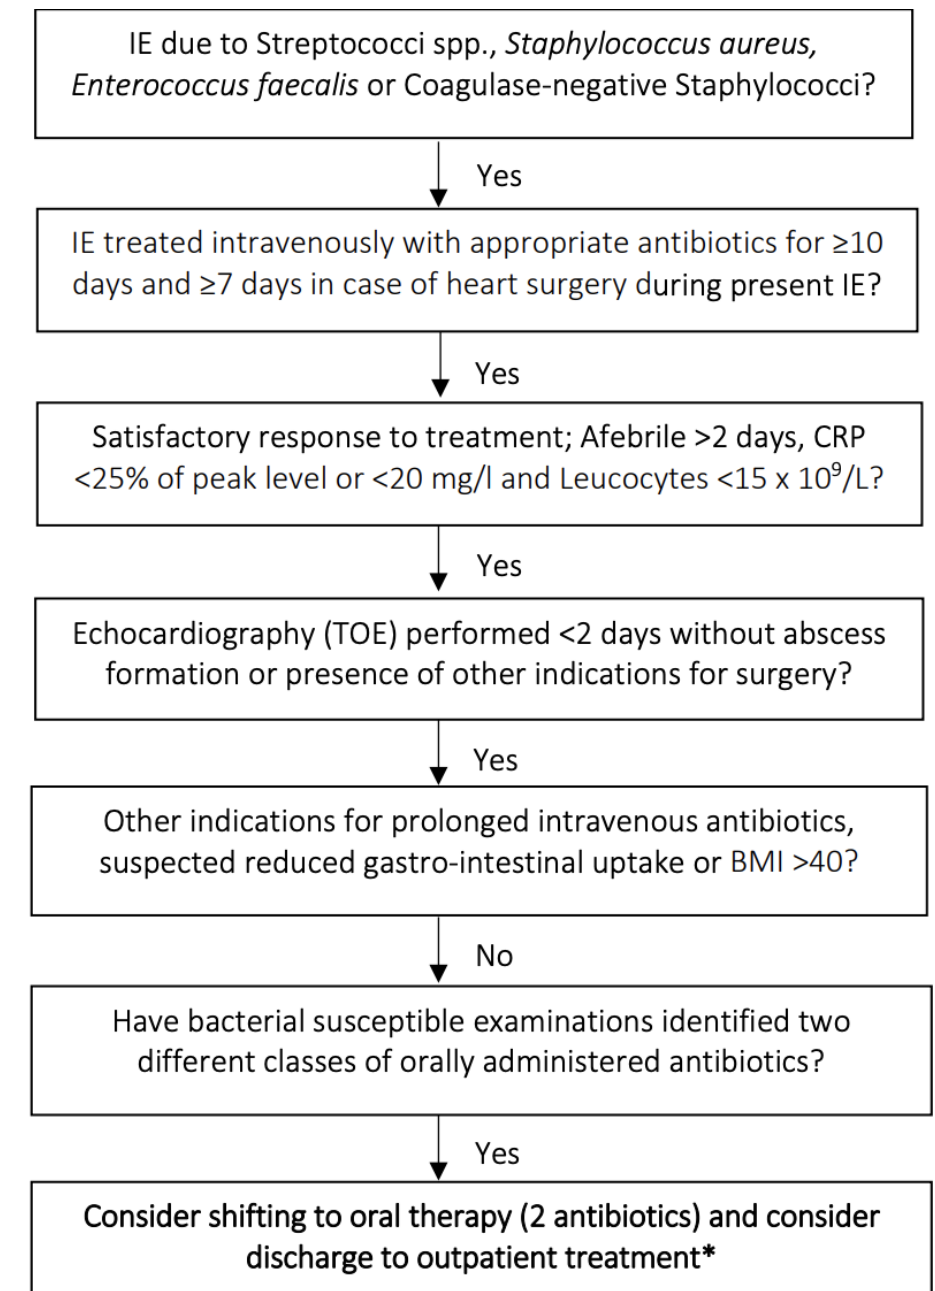 IE due to Streptococci spp., Staphylococcus aureus,
Enterococcus faecalis or Coagulase-negative Staphylococci?
Yes
IE treated intravenously with appropriate antibiotics for ≥10
days and ≥7 days in case of heart surgery during present IE?
Yes
Satisfactory response to treatment; Afebrile >2 days, CRP
<25% of peak level or <20 mg/l and Leucocytes <15 x 10⁹/L?
Yes
Echocardiography (TOE) performed <2 days without abscess
formation or presence of other indications for surgery?
Yes
Other indications for prolonged intravenous antibiotics,
suspected reduced gastro-intestinal uptake or BMI >40?
No
Have bacterial susceptible examinations identified two
different classes of orally administered antibiotics?
Yes
Consider shifting to oral therapy (2 antibiotics) and consider
discharge to outpatient treatment*